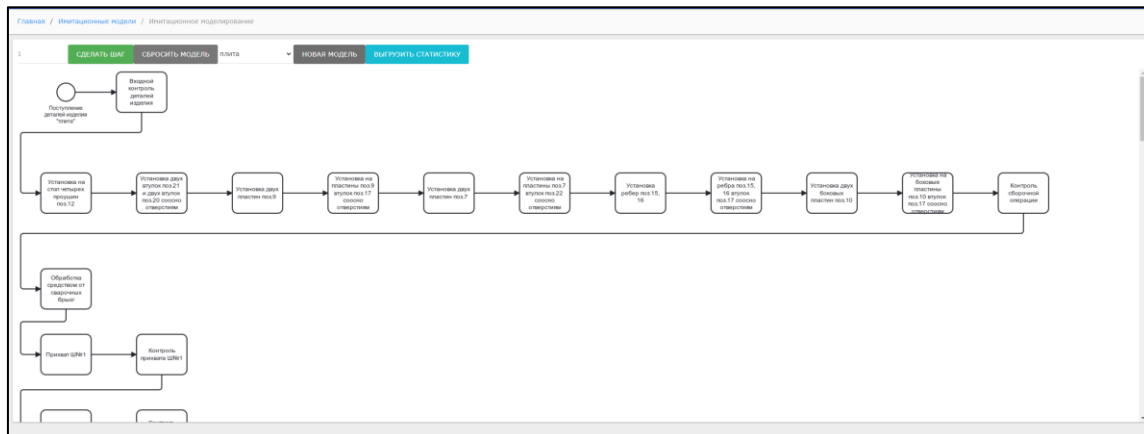 Главная / Имитационные модели / Имитационное моделирование
1 СДЕЛАТЬ ШАГ СБРОСИТЬ МОДЕЛЬ плита НОВАЯ МОДЕЛЬ ВЫГРУЗИТЬ СТАТИСТИКУ
Входной
контроль
деталей
изделия
Поступление
деталей изделия
"плита"
Установка на
стол четырех
проушин
поз.12
Установка двух
втулок поз.21
и двух втулок
поз.20 соосно
отверстиям
Установка двух
пластин поз.9
Установка на
пластины поз.9
втулок поз.17
соосно
отверстиям
Установка двух
пластин поз.7
Установка на
пластины поз.7
втулок поз.22
соосно
отверстиям
Установка
ребер поз.15,
16
Установка на
ребра поз.15,
16 втулок
поз.17 соосно
отверстиям
Установка двух
боковых
пластин поз.10
Установка на
боковые
пластины
поз.10 втулок
поз.17 соосно
отверстиям
Контроль
сборочной
операции
Обработка
средством от
сварочных
брызг
Прихват ШN1
Контроль
прихвата ШN1